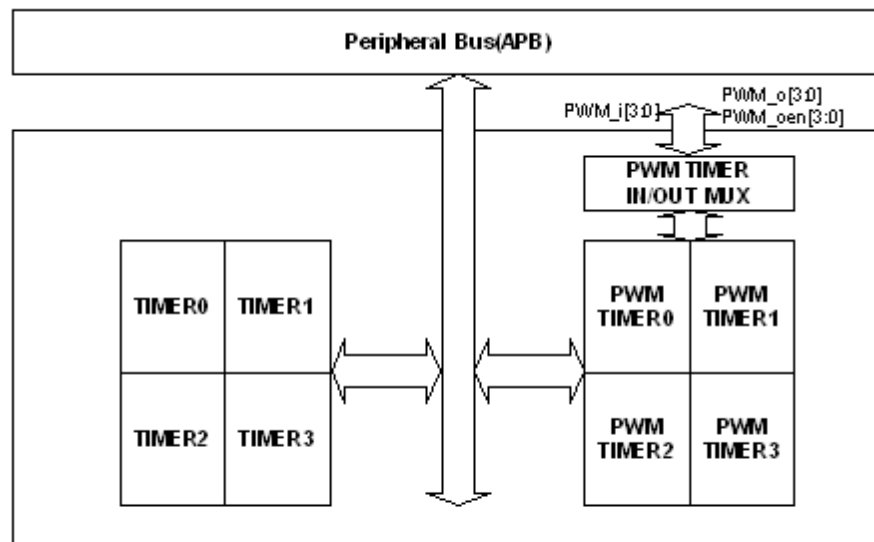 Peripheral Bus(APB)
PWM_i[3:0]
PWM_o[3:0]
PWM_oen[3:0]
PWM TIMER
IN/OUT MUX
TIMER0
TIMER1
TIMER2
TIMER3
PWM
TIMER0
PWM
TIMER1
PWM
TIMER2
PWM
TIMER3